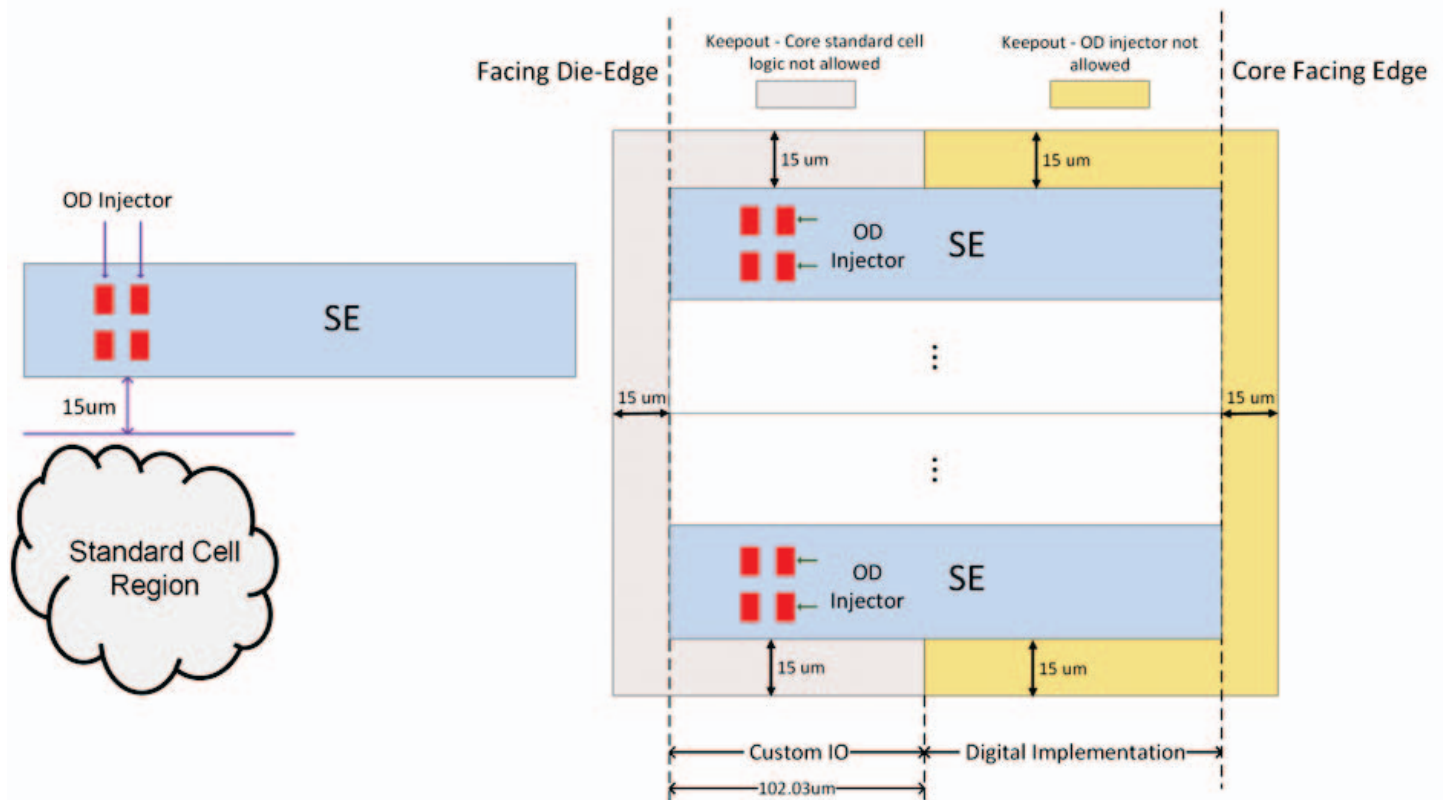 Keepout - Core standard cell
logic not allowed
Keepout - OD injector not
allowed
Facing Die-Edge
Core Facing Edge
15 um
15 um
OD Injector
SE
15um
Standard Cell
Region
OD
Injector
SE
15 um
15 um
OD
Injector
SE
15 um
15 um
Custom IO
Digital Implementation
102.03um